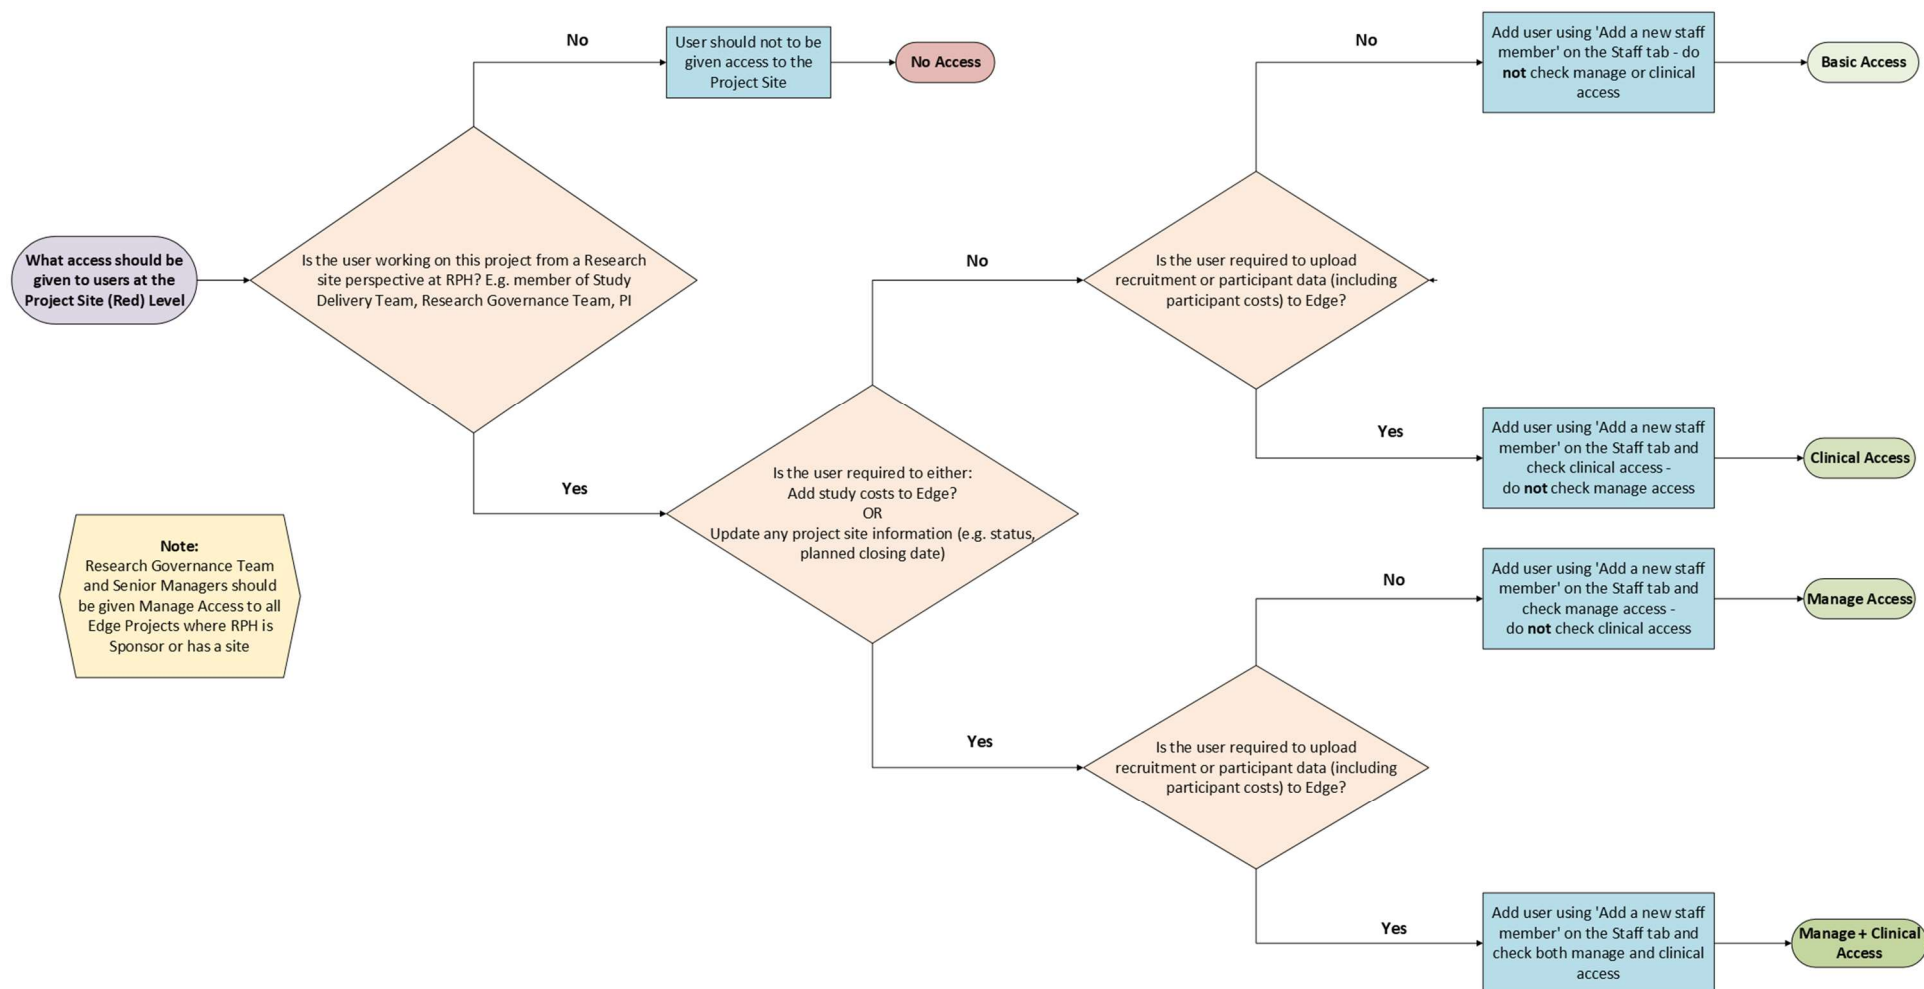 No
User should not to be
given access to the
Project Site
No Access
No
Add user using 'Add a new staff
member' on the Staff tab - do
not check manage or clinical
access
Basic Access
What access should be
given to users at the
Project Site (Red) Level
Is the user working on this project from a Research
site perspective at RPH? E.g. member of Study
Delivery Team, Research Governance Team, PI
No
Is the user required to upload
recruitment or participant data (including
participant costs) to Edge?
Yes
Add user using 'Add a new staff
member' on the Staff tab and
check clinical access -
do not check manage access
Clinical Access
Yes
Is the user required to either:
Add study costs to Edge?
OR
Update any project site information (e.g. status,
planned closing date)
Note:
Research Governance Team
and Senior Managers should
be given Manage Access to all
Edge Projects where RPH is
Sponsor or has a site
No
Add user using 'Add a new staff
member' on the Staff tab and
check manage access -
do not check clinical access
Manage Access
Yes
Is the user required to upload
recruitment or participant data (including
participant costs) to Edge?
Yes
Add user using 'Add a new staff
member' on the Staff tab and
check both manage and clinical
access
Manage + Clinical
Access